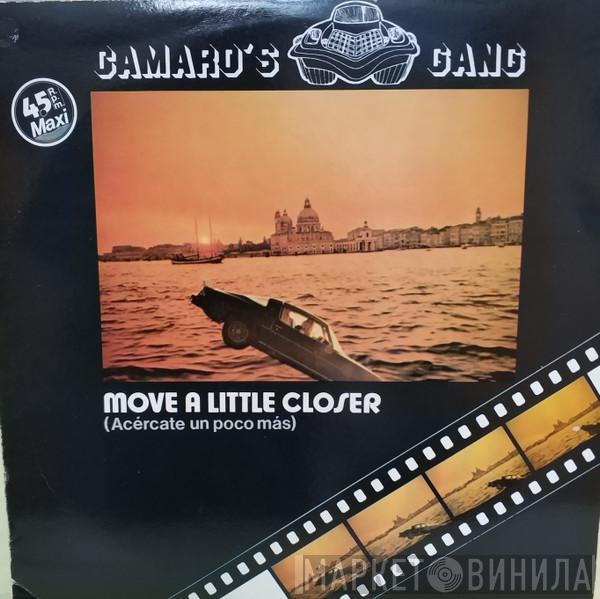 CAMARO'S GANG
45 R.p.m.
Maxi
MOVE A LITTLE CLOSER
(Acércate un poco más)
МАРКЕТ ВИНИЛА